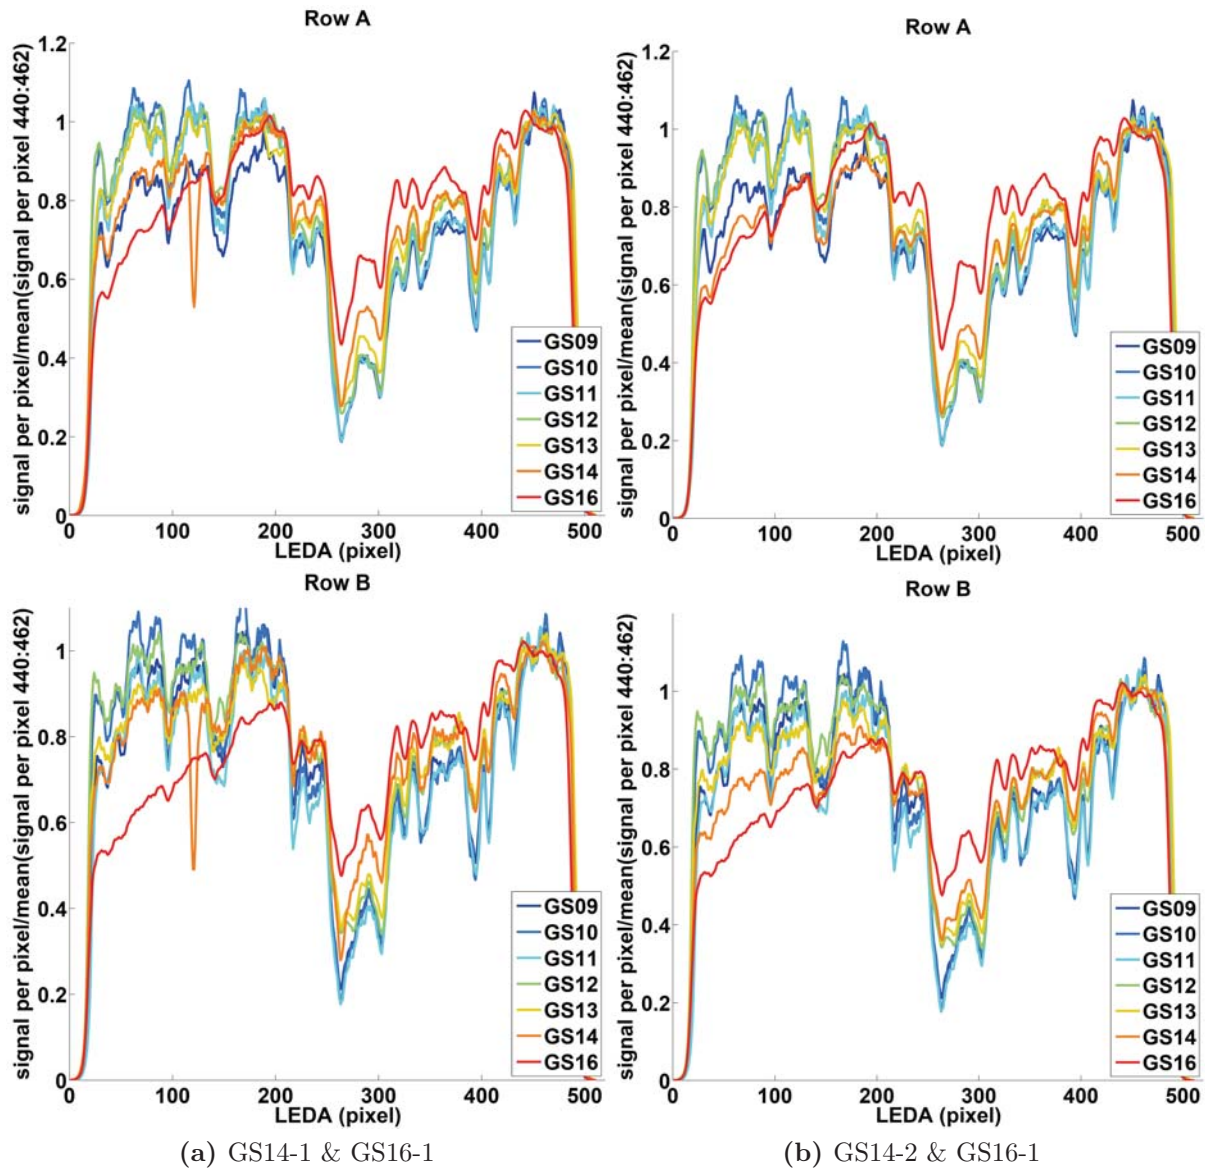 Row A
signal per pixel/mean(signal per pixel 440:462)
1.2
1
0.8
0.6
0.4
0.2
0
0 100 200 300 400 500
LEDA (pixel)
GS09
GS10
GS11
GS12
GS13
GS14
GS16
Row A
signal per pixel/mean(signal per pixel 440:462)
1.2
1
0.8
0.6
0.4
0.2
0
0 100 200 300 400 500
LEDA (pixel)
GS09
GS10
GS11
GS12
GS13
GS14
GS16
Row B
signal per pixel/mean(signal per pixel 440:462)
1
0.8
0.6
0.4
0.2
0
0 100 200 300 400 500
LEDA (pixel)
GS09
GS10
GS11
GS12
GS13
GS14
GS16
Row B
signal per pixel/mean(signal per pixel 440:462)
1
0.8
0.6
0.4
0.2
0
0 100 200 300 400 500
LEDA (pixel)
GS09
GS10
GS11
GS12
GS13
GS14
GS16
(a) GS14-1 & GS16-1
(b) GS14-2 & GS16-1